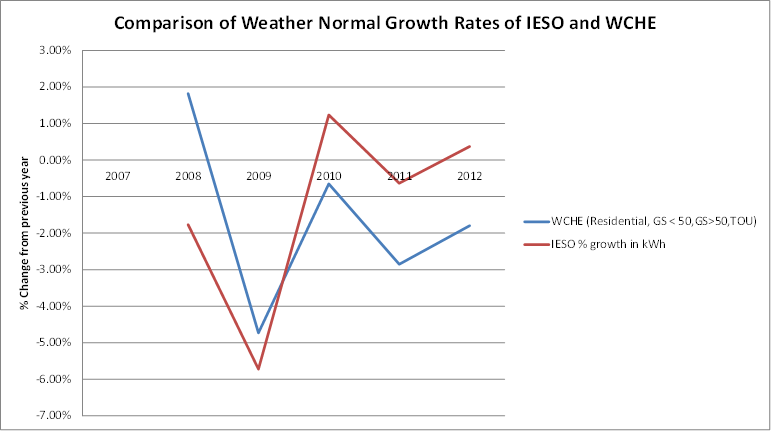 Comparison of Weather Normal Growth Rates of IESO and WCHE
3.00%
2.00%
1.00%
0.00%
-1.00%
-2.00%
-3.00%
-4.00%
-5.00%
-6.00%
-7.00%
% Change from previous year
2007 2008 2009 2010 2011 2012
WCHE (Residential, GS < 50,GS>50,TOU)
IESO % growth in kWh